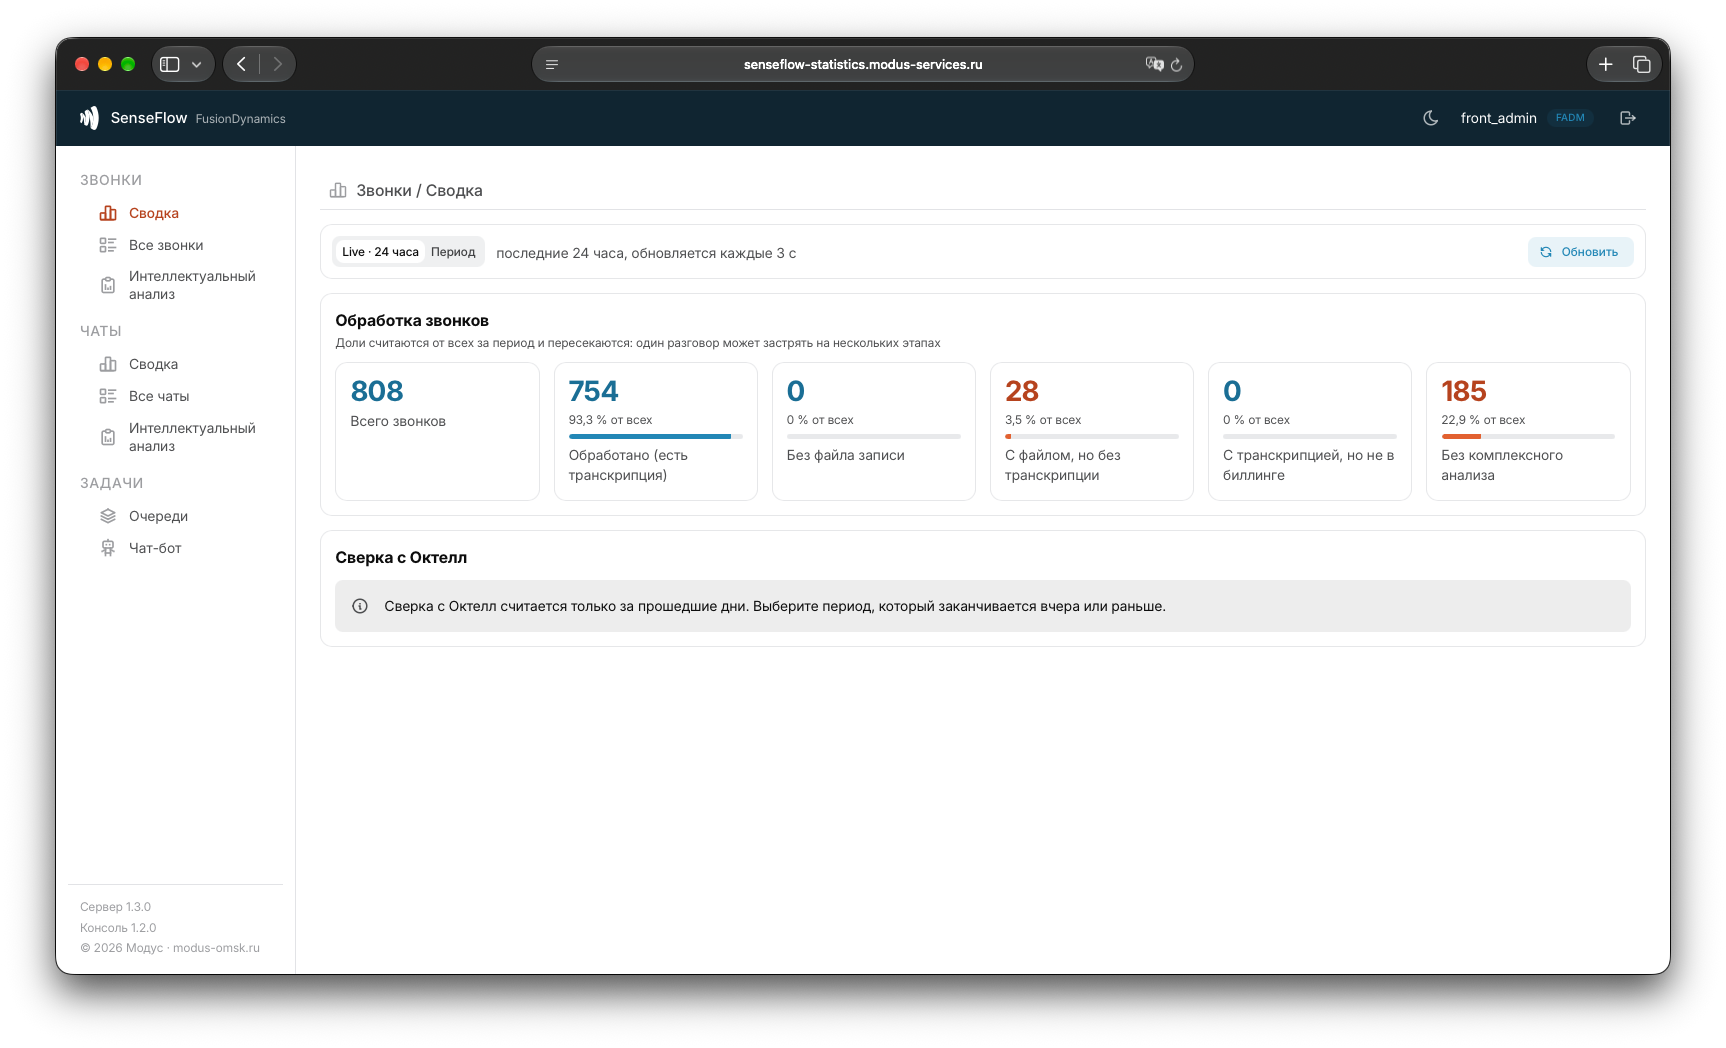 senseflow-statistics.modus-services.ru
SenseFlow FusionDynamics
front_admin FADM
ЗВОНКИ
Сводка
Все звонки
Интеллектуальный
анализ
ЧАТЫ
Сводка
Все чаты
Интеллектуальный
анализ
ЗАДАЧИ
Очереди
Чат-бот
Сервер 1.3.0
Консоль 1.2.0
© 2026 Модус · modus-omsk.ru
Звонки / Сводка
Live · 24 часа Период последние 24 часа, обновляется каждые 3 с Обновить
Обработка звонков
Доли считаются от всех за период и пересекаются: один разговор может застрять на нескольких этапах
808
Всего звонков
754
93,3 % от всех
Обработано (есть
транскрипция)
0
0 % от всех
Без файла записи
28
3,5 % от всех
С файлом, но без
транскрипции
0
0 % от всех
С транскрипцией, но не в
биллинге
185
22,9 % от всех
Без комплексного
анализа
Сверка с Октелл
Сверка с Октелл считается только за прошедшие дни. Выберите период, который заканчивается вчера или раньше.